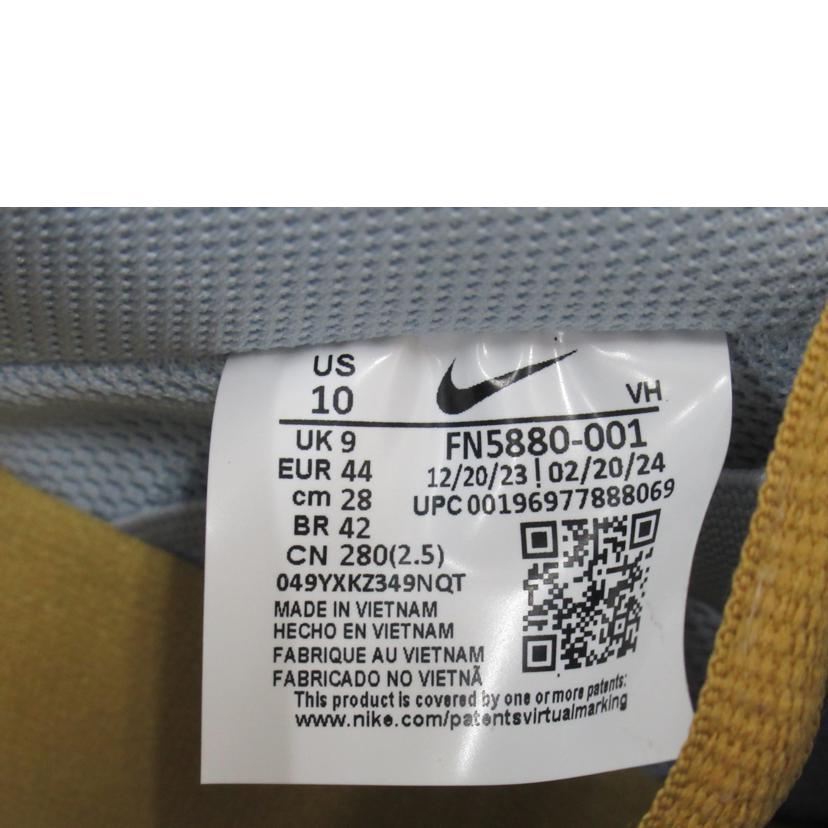 US
10
VH
UK 9
FN5880-001
EUR 44
12/20/23 | 02/20/24
cm 28
UPC 00196977888069
BR 42
CN 280(2.5)
049YXKZ349NQT
MADE IN VIETNAM
HECHO EN VIETNAM
FABRIQUE AU VIETNAM
FABRICADO NO VIETNÃ
This product is covered by one or more patents:
www.nike.com/patentsvirtualmarking